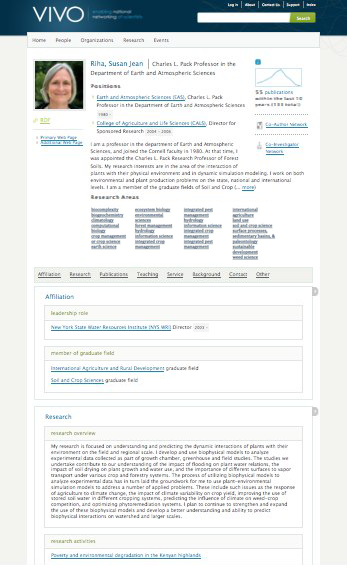 Log in | About | Contact Us | Support | Index
VIVO enabling national
networking of scientists
Search
Home People Organizations Research Events
Riha, Susan Jean | Charles L. Pack Professor in the
Department of Earth and Atmospheric Sciences
Positions
Earth and Atmospheric Sciences (EAS), Charles L. Pack
Professor in the Department of Earth and Atmospheric Sciences
1980 -
College of Agriculture and Life Sciences (CALS), Director for
Sponsored Research 2004 - 2005
55 publications
within the last 10
years
Co-Author Network
Co-Investigator
Network
Primary Web Page
Additional Web Page
I am a professor in the department of Earth and Atmospheric
Sciences, and joined the Cornell faculty in 1980. At that time, I
was appointed the Charles L. Pack Research Professor of Forest
Soils. My research interests are in the area of the interaction of
plants with their physical environment and in dynamic simulation modeling. I work on both
environmental and plant production problems on the state, national and international
levels. I am a member of the graduate fields of Soil and Crop (... more)
Research Areas
biocomplexity
biogeochemistry
climatology
computational
biology
crop management
or crop science
earth science
ecosystem biology
environmental
sciences
forest management
hydrology
information science
integrated crop
management
integrated pest
management
hydrology
information science
integrated crop
management
integrated pest
management
international
agriculture
land use
soil and crop science
surface processes,
sedimentary basins, &
paleontology
sustainable
development
weed science
Affiliation Research Publications Teaching Service Background Contact Other
Affiliation
leadership role
New York State Water Resources Institute (NYS WRI) Director 2003 -
member of graduate field
International Agriculture and Rural Development graduate field
Soil and Crop Sciences graduate field
Research
research overview
My research is focused on understanding and predicting the dynamic interactions of plants with their
environment on the field and regional scale. I develop and use biophysical models to analyze
experimental data collected as part of growth chamber, greenhouse and field studies. The studies we
undertake contribute to our understanding of the impact of flooding on plant water relations, the
impact of soil drying on plant growth and water use, and the importance of different surfaces to vapor
transport under various crop and forestry systems. The process of utilizing biophysical models to
analyze experimental data has in turn laid the groundwork for me to use plant-environmental
simulation models to address a number of applied problems. These include such issues as the response
of agriculture to climate change, the impact of climate variability on crop yield, improving the use of
stored soil water in different cropping systems, predicting the influence of climate on weed-crop
competition, and optimizing phytoremediation systems. I plan to continue to strengthen and expand
the use of these biophysical models and develop a better understanding and ability to predict
biophysical interactions on watershed and larger scales.
research activities
Poverty and environmental degradation in the Kenyan highlands